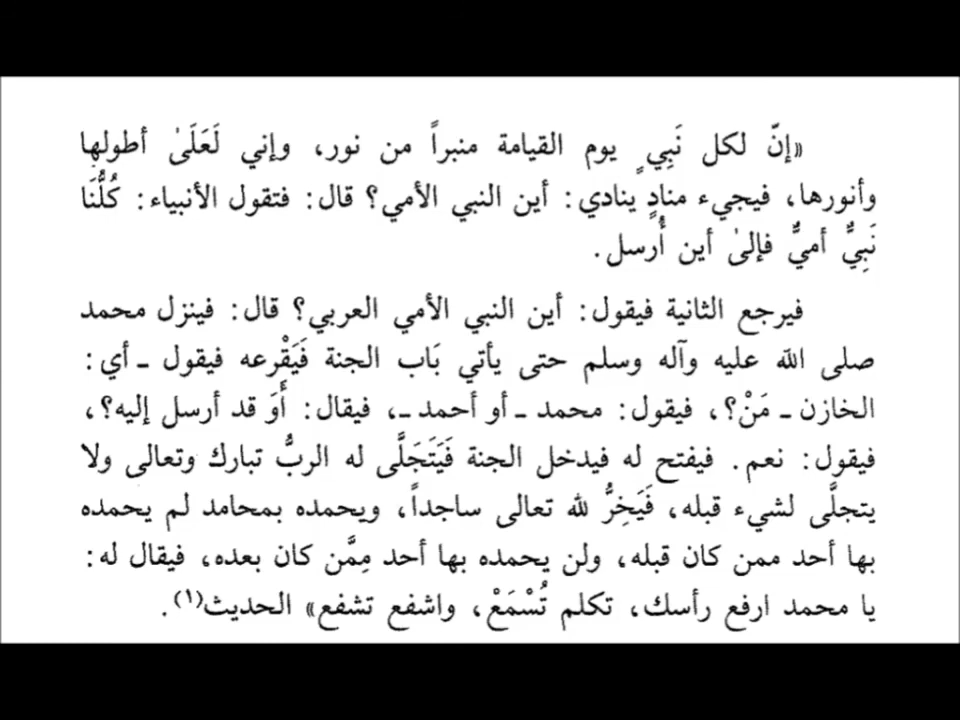 «إنّ لكل نَبِيٍ يوم القيامة منبراً من نور، وإني لَعَلَىٰ أطولها
وأنورها، فيجيء منادٍ ينادي: أين النبي الأمي؟ قال: فتقول الأنبياء: كُلُّنَا
نَبِيٌّ أميٌّ فإلىٰ أين أُرسل.
فيرجع الثانية فيقول: أين النبي الأمي العربي؟ قال: فينزل محمد
صلى الله عليه وآله وسلم حتى يأتي بَاب الجنة فَيَقْرعه فيقول ـ أي:
الخازن ـ مَنْ؟، فيقول: محمد ـ أو أحمد ـ، فيقال: أَوَ قد أرسل إليه؟،
فيقول: نعم. فيفتح له فيدخل الجنة فَيَتَجَلَّى له الربُّ تبارك وتعالى ولا
يتجلَّى لشيء قبله، فَيَخِرُّ لله تعالى ساجداً، ويحمده بمحامد لم يحمده
بها أحد ممن كان قبله، ولن يحمده بها أحد مِمَّن كان بعده، فيقال له:
يا محمد ارفع رأسك، تكلم تُسْمَعْ، واشفع تشفع» الحديث(١).